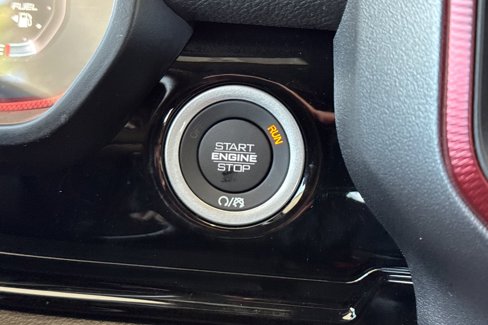 FUEL
RUN
START
ENGINE
STOP